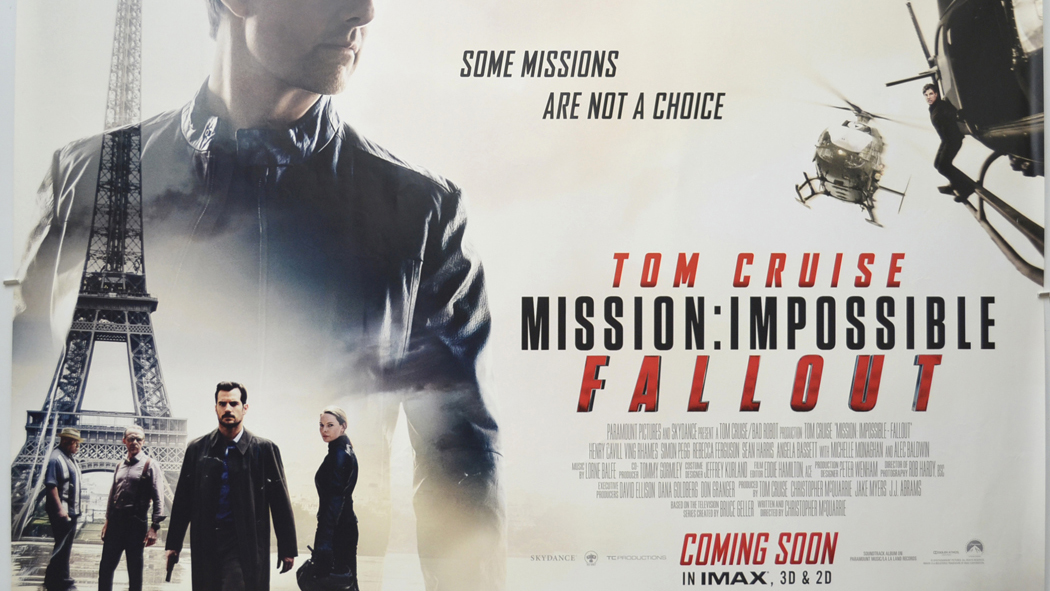 SOME MISSIONS
ARE NOT A CHOICE
TOM CRUISE
MISSION:IMPOSSIBLE
FALLOUT
PARAMOUNT PICTURES AND SKYDANCE PRESENT A TOM CRUISE/BAD ROBOT PRODUCTION TOM CRUISE "MISSION: IMPOSSIBLE - FALLOUT"
HENRY CAVILL VING RHAMES SIMON PEGG REBECCA FERGUSON SEAN HARRIS ANGELA BASSETT WITH MICHELLE MONAGHAN AND ALEC BALDWIN
MUSIC BY LORNE BALFE CO PRODUCER TOMMY GORMLEY COSTUME DESIGNER JEFFREY KURLAND EDDIE HAMILTON, ACE PRODUCTION DESIGNER PETER WENHAM DIRECTOR OF PHOTOGRAPHY ROB HARDY, BSC
EXECUTIVE PRODUCERS DAVID ELLISON DANA GOLDBERG DON GRANGER PRODUCED BY TOM CRUISE CHRISTOPHER McQUARRIE JAKE MYERS J.J. ABRAMS
BASED ON THE TELEVISION SERIES CREATED BY BRUCE GELLER WRITTEN AND DIRECTED BY CHRISTOPHER McQUARRIE
SKYDANCE TC PRODUCTIONS
COMING SOON
IN IMAX, 3D & 2D
SOUNDTRACK ALBUM ON